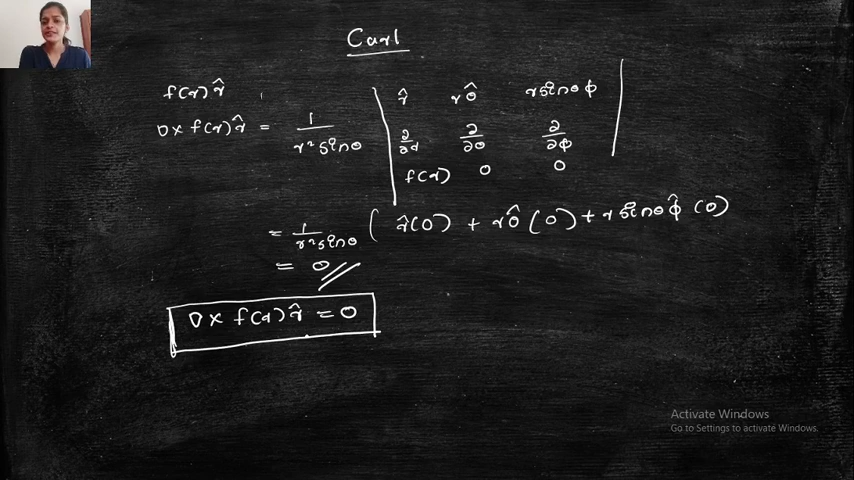 Curl
f(r) r̂
∇× f(r) r̂ = 1/(r² sinθ) | r̂ rθ̂ r sinθ ϕ̂ |
| ∂/∂r ∂/∂θ ∂/∂ϕ |
| f(r) 0 0 |
= 1/(r² sinθ) ( r̂(0) + rθ̂(0) + r sinθ ϕ̂ (0)
= 0 //
∇× f(r) r̂ = 0
Activate Windows
Go to Settings to activate Windows.